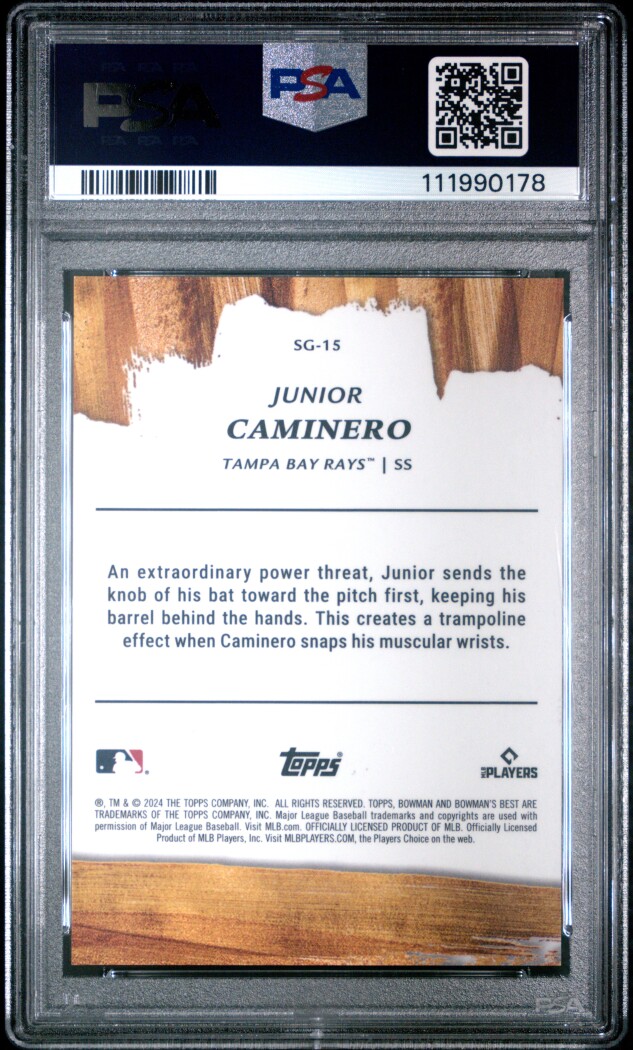 PSA
PSA
111990178
SG-15
JUNIOR
CAMINERO
TAMPA BAY RAYS™ | SS
An extraordinary power threat, Junior sends the
knob of his bat toward the pitch first, keeping his
barrel behind the hands. This creates a trampoline
effect when Caminero snaps his muscular wrists.
Topps®
MLB PLAYERS
®, TM & © 2024 THE TOPPS COMPANY, INC. ALL RIGHTS RESERVED. TOPPS, BOWMAN AND BOWMAN'S BEST ARE
TRADEMARKS OF THE TOPPS COMPANY, INC. Major League Baseball trademarks and copyrights are used with
permission of Major League Baseball. Visit MLB.com. OFFICIALLY LICENSED PRODUCT OF MLB. Officially Licensed
Product of MLB Players, Inc. Visit MLBPLAYERS.COM, the Players Choice on the web.
PSA